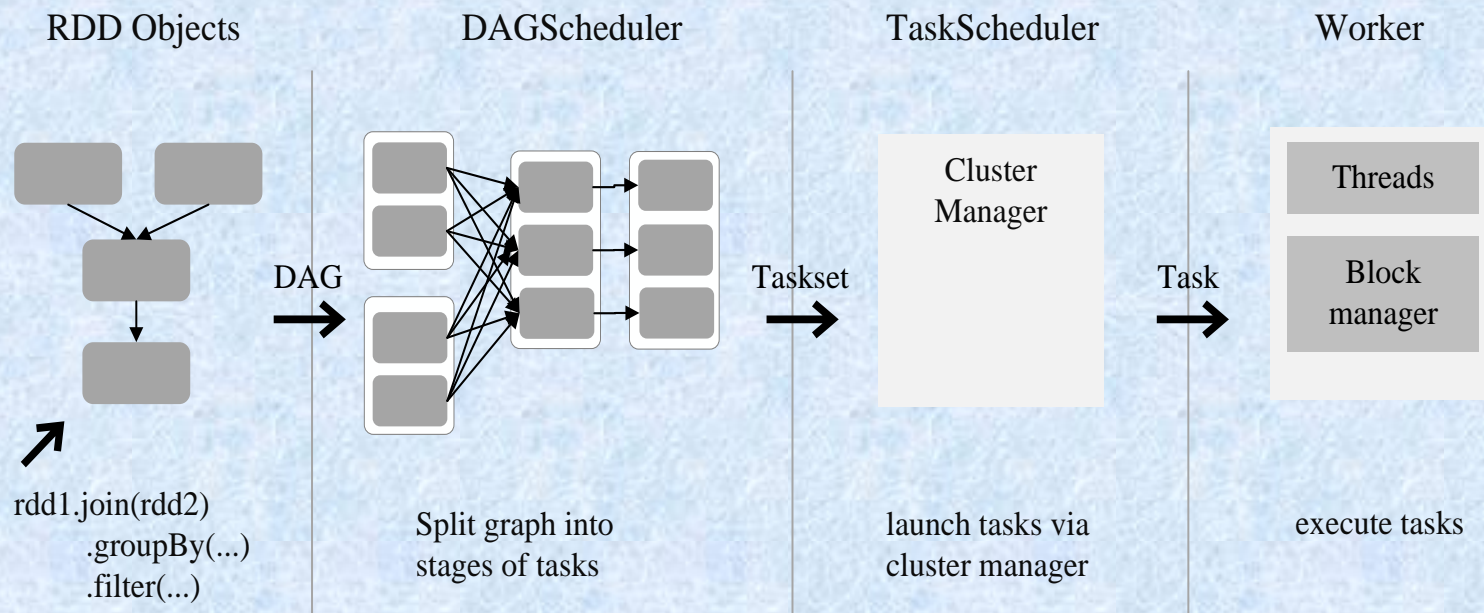 RDD Objects
DAGScheduler
TaskScheduler
Worker
DAG
Taskset
Cluster
Manager
Task
Threads
Block
manager
rdd1.join(rdd2)
.groupBy(...)
.filter(...)
Split graph into
stages of tasks
launch tasks via
cluster manager
execute tasks